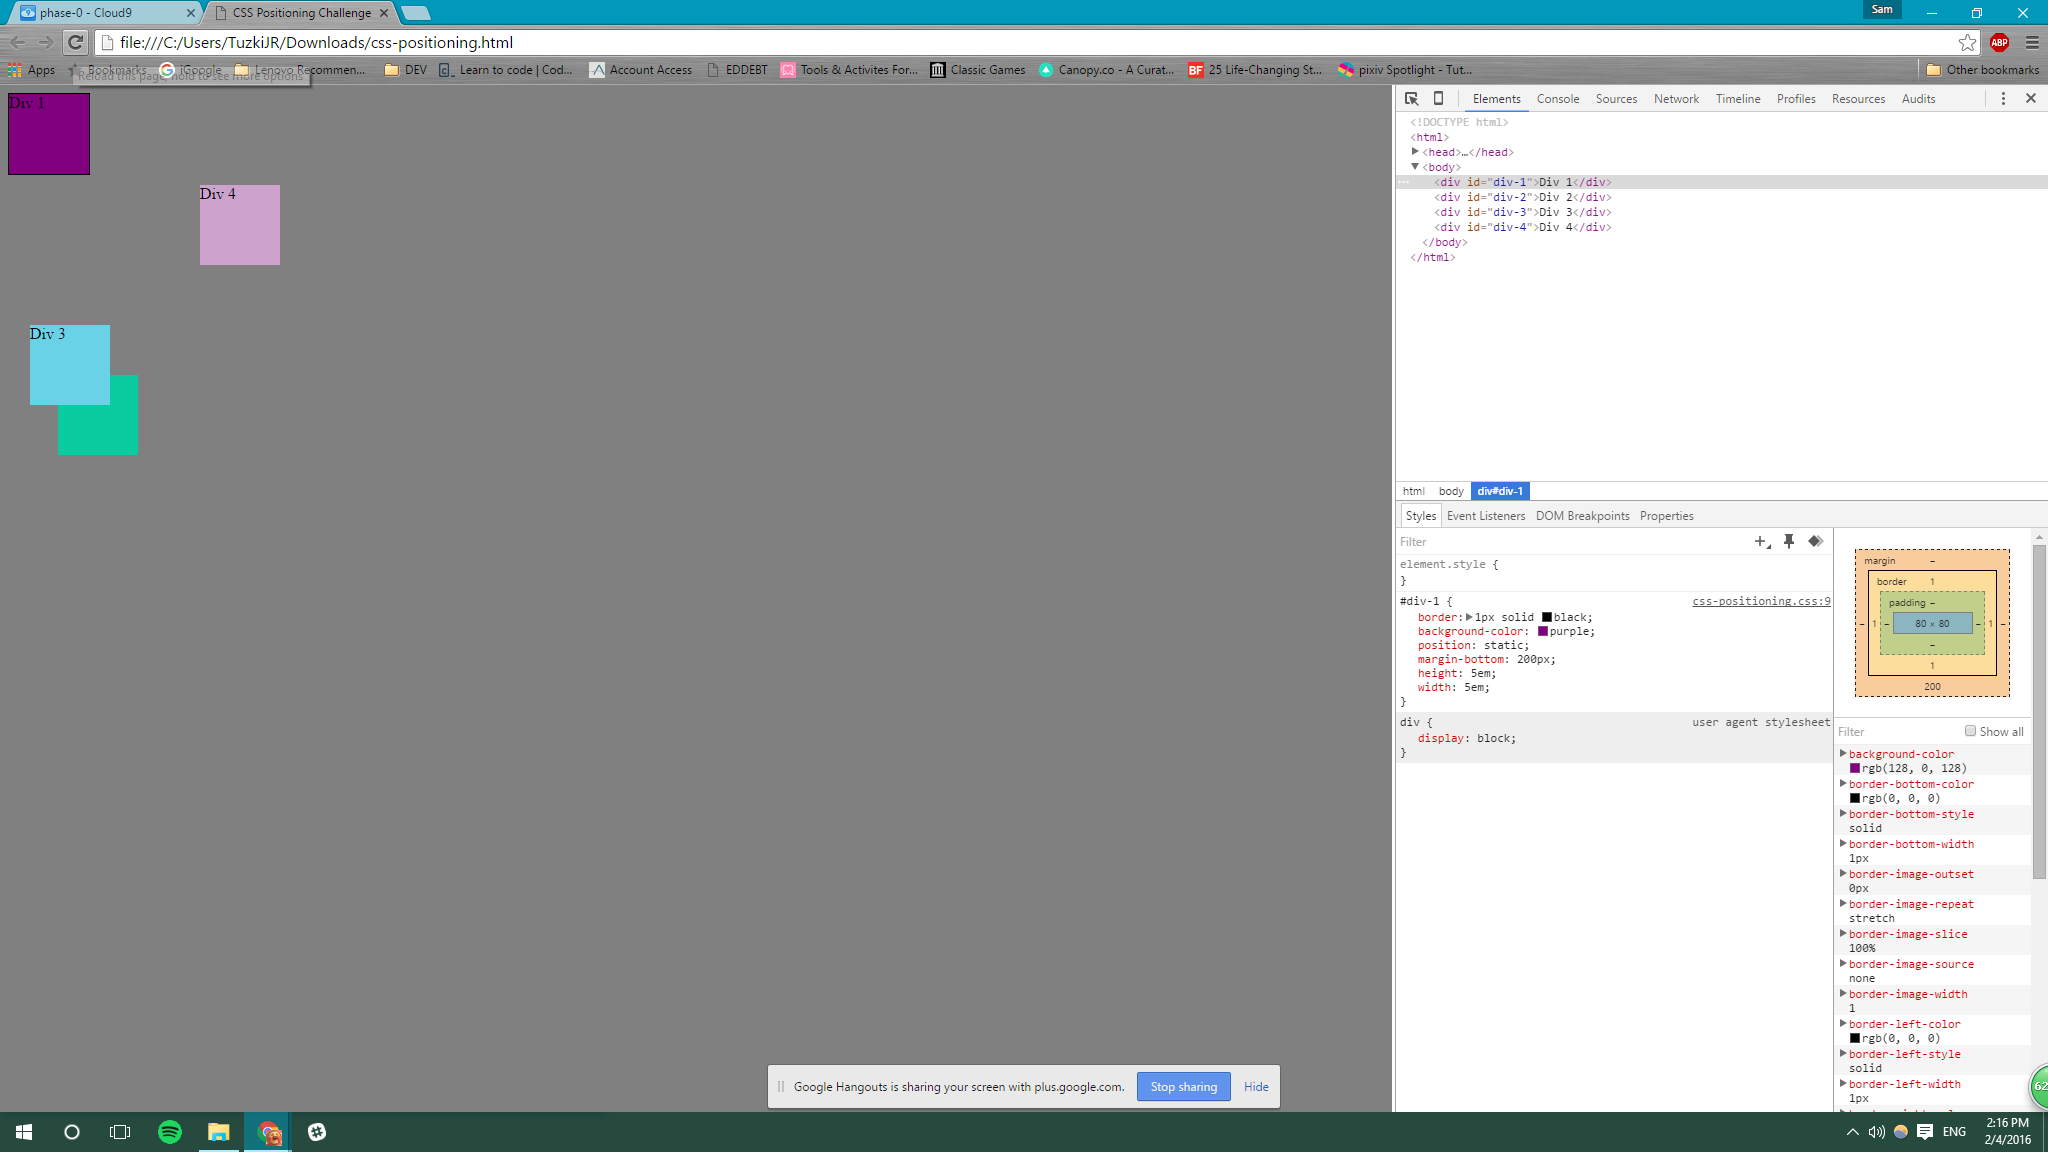 phase-0 - Cloud9
CSS Positioning Challenge
Sam
file:///C:/Users/TuzkiJR/Downloads/css-positioning.html
ABP
Apps
Bookmarks
iGoogle
Lenovo Recommen...
DEV
Learn to code | Cod...
Account Access
EDDEBT
Tools & Activites For...
Classic Games
Canopy.co - A Curat...
BF
25 Life-Changing St...
pixiv Spotlight - Tut...
Other bookmarks
Reload this page, hold to see more options
Div 1
Div 4
Div 3
Elements Console Sources Network Timeline Profiles Resources Audits
<!DOCTYPE html>
<html>
<head>…</head>
<body>
<div id="div-1">Div 1</div>
<div id="div-2">Div 2</div>
<div id="div-3">Div 3</div>
<div id="div-4">Div 4</div>
</body>
</html>
html body div#div-1
Styles Event Listeners DOM Breakpoints Properties
Filter
element.style {
}
#div-1 { css-positioning.css:9
border: 1px solid black;
background-color: purple;
position: static;
margin-bottom: 200px;
height: 5em;
width: 5em;
}
div { user agent stylesheet
display: block;
}
margin –
border 1
padding –
– 1 – 80 × 80 – 1 –
–
1
200
Filter Show all
background-color
rgb(128, 0, 128)
border-bottom-color
rgb(0, 0, 0)
border-bottom-style
solid
border-bottom-width
1px
border-image-outset
0px
border-image-repeat
stretch
border-image-slice
100%
border-image-source
none
border-image-width
1
border-left-color
rgb(0, 0, 0)
border-left-style
solid
border-left-width
1px
62
Google Hangouts is sharing your screen with plus.google.com. Stop sharing Hide
ENG
2:16 PM
2/4/2016